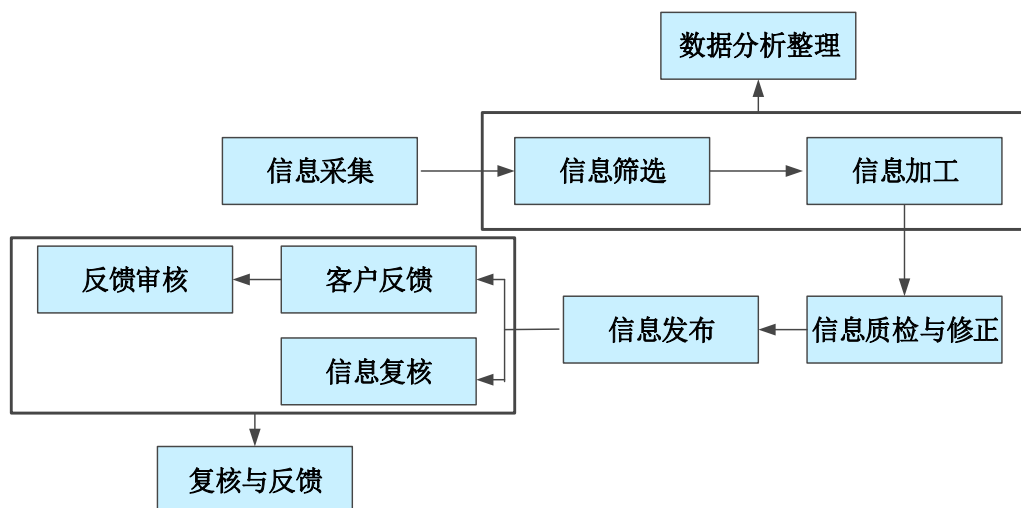 数据分析整理
信息采集
信息筛选
信息加工
反馈审核
客户反馈
信息发布
信息质检与修正
信息复核
复核与反馈